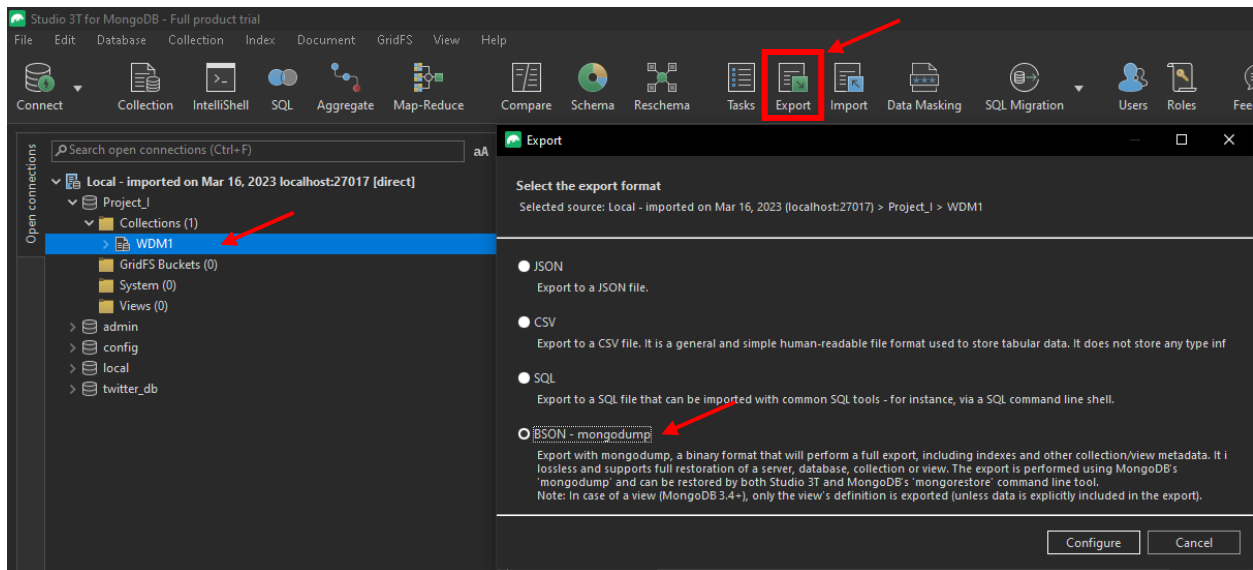 Studio 3T for MongoDB - Full product trial
File Edit Database Collection Index Document GridFS View Help
Connect Collection IntelliShell SQL Aggregate Map-Reduce Compare Schema Reschema Tasks Export Import Data Masking SQL Migration Users Roles Fee
Open connections
Search open connections (Ctrl+F) aA
Local - imported on Mar 16, 2023 localhost:27017 [direct]
Project_I
Collections (1)
WDM1
GridFS Buckets (0)
System (0)
Views (0)
admin
config
local
twitter_db
Export
Select the export format
Selected source: Local - imported on Mar 16, 2023 (localhost:27017) > Project_I > WDM1
JSON
Export to a JSON file.
CSV
Export to a CSV file. It is a general and simple human-readable file format used to store tabular data. It does not store any type inf
SQL
Export to a SQL file that can be imported with common SQL tools - for instance, via a SQL command line shell.
BSON - mongodump
Export with mongodump, a binary format that will perform a full export, including indexes and other collection/view metadata. It i
lossless and supports full restoration of a server, database, collection or view. The export is performed using MongoDB's
'mongodump' and can be restored by both Studio 3T and MongoDB's 'mongorestore' command line tool.
Note: In case of a view (MongoDB 3.4+), only the view's definition is exported (unless data is explicitly included in the export).
Configure Cancel